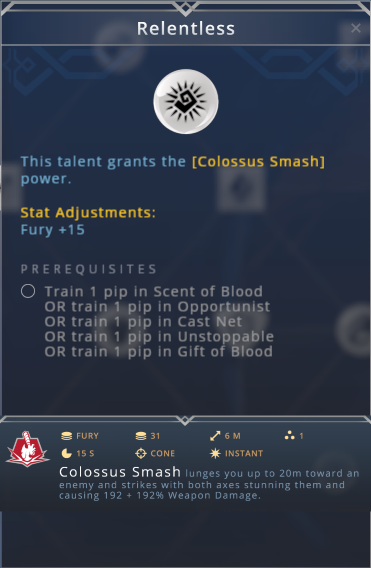 Relentless
This talent grants the [Colossus Smash]
power.
Stat Adjustments:
Fury +15
PREREQUISITES
Train 1 pip in Scent of Blood
OR train 1 pip in Opportunist
OR train 1 pip in Cast Net
OR train 1 pip in Unstoppable
OR train 1 pip in Gift of Blood
FURY 31 6 M 1
15 S CONE INSTANT
Colossus Smash lunges you up to 20m toward an
enemy and strikes with both axes stunning them and
causing 192 + 192% Weapon Damage.